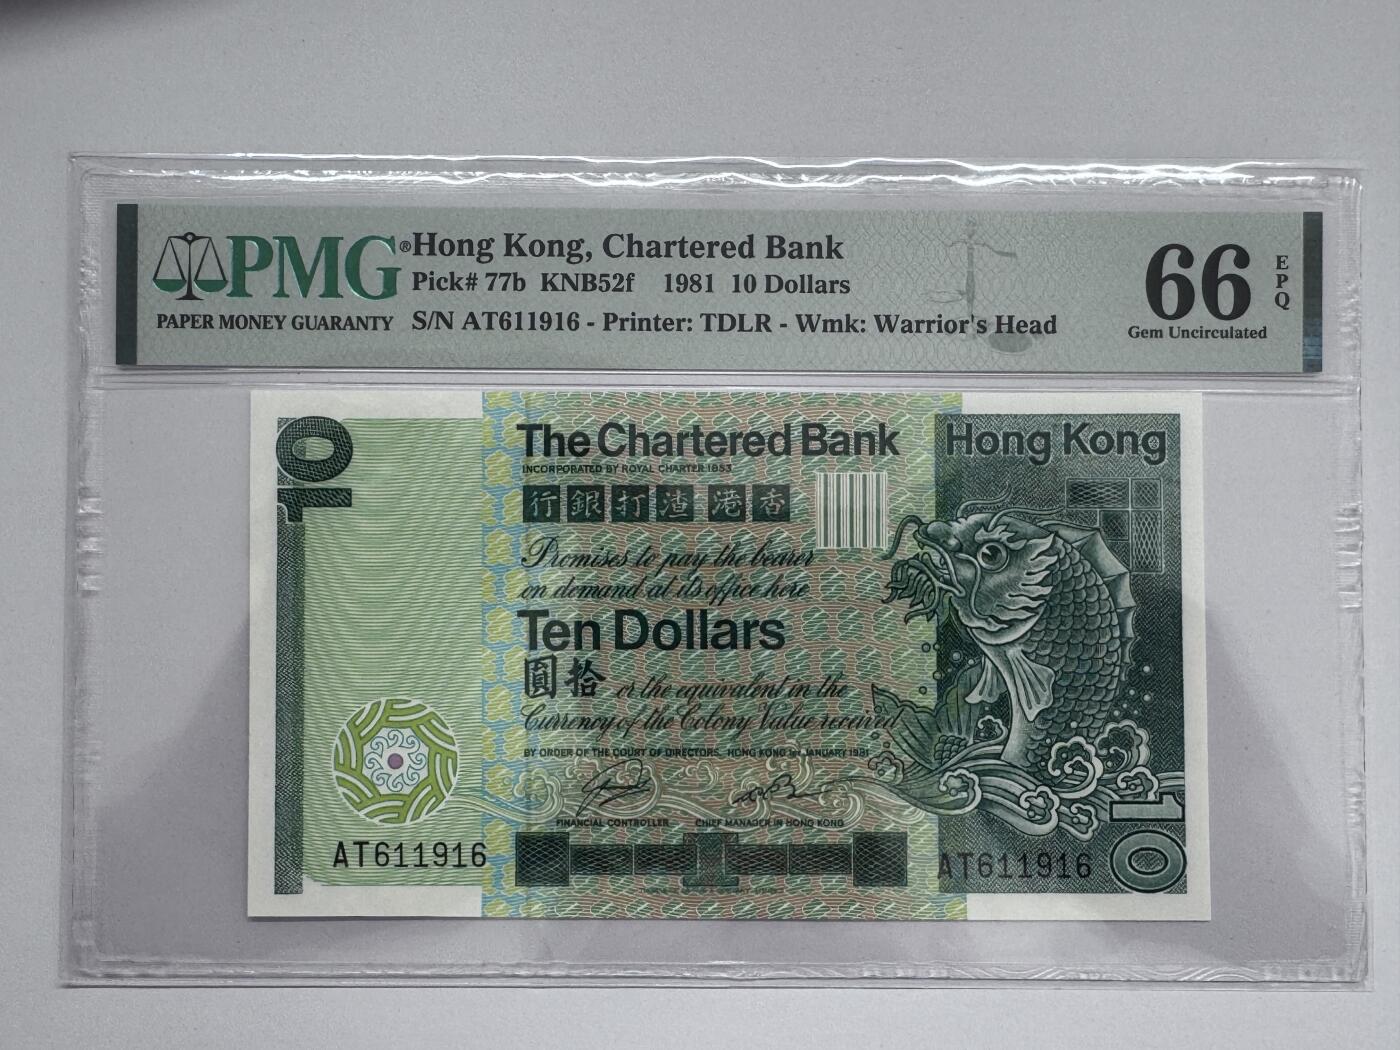 PMG®
PAPER MONEY GUARANTY
Hong Kong, Chartered Bank
Pick# 77b KNB52f 1981 10 Dollars
S/N AT611916 - Printer: TDLR - Wmk: Warrior's Head
66
EPQ
Gem Uncirculated
10
The Chartered Bank
Hong Kong
INCORPORATED BY ROYAL CHARTER 1853
行銀打渣 港香
Promises to pay the bearer
on demand at its office here
Ten Dollars
圓拾 or the equivalent in the
Currency of the Colony Value received
BY ORDER OF THE COURT OF DIRECTORS. HONG KONG 1st JANUARY 1981
FINANCIAL CONTROLLER CHIEF MANAGER IN HONG KONG
AT611916
AT611916
10